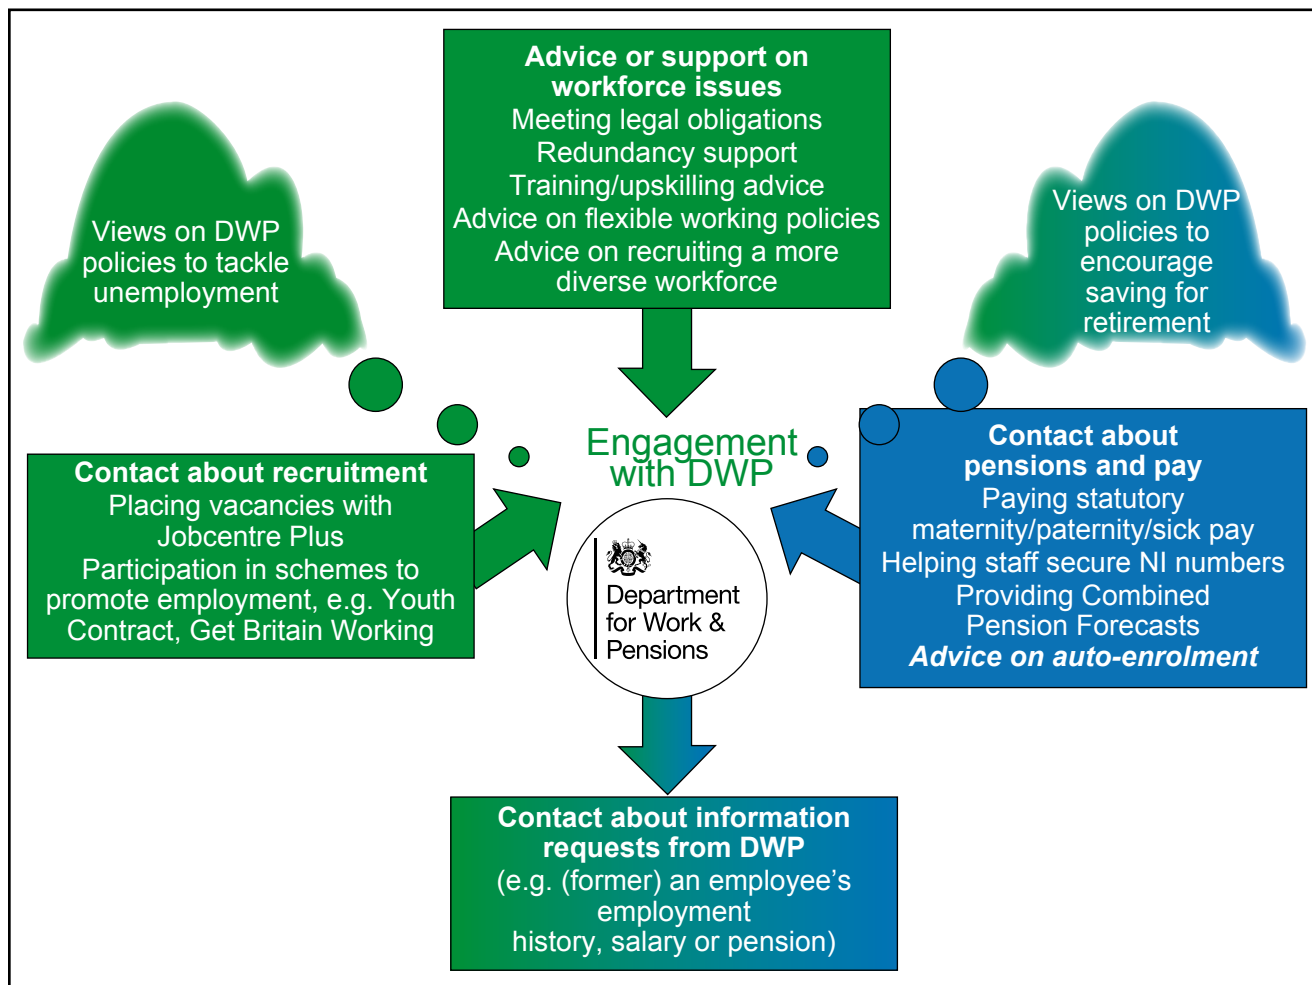 Advice or support on
workforce issues
Meeting legal obligations
Redundancy support
Training/upskilling advice
Advice on flexible working policies
Advice on recruiting a more
diverse workforce
Views on DWP
policies to tackle
unemployment
Views on DWP
policies to
encourage
saving for
retirement
Engagement
with DWP
Contact about recruitment
Placing vacancies with
Jobcentre Plus
Participation in schemes to
promote employment, e.g. Youth
Contract, Get Britain Working
Department
for Work &
Pensions
Contact about
pensions and pay
Paying statutory
maternity/paternity/sick pay
Helping staff secure NI numbers
Providing Combined
Pension Forecasts
Advice on auto-enrolment
Contact about information
requests from DWP
(e.g. (former) an employee’s
employment
history, salary or pension)